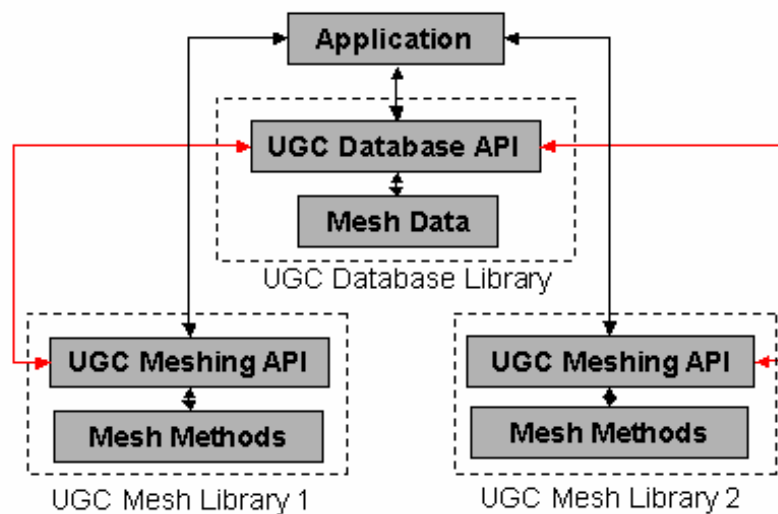 Application
UGC Database API
Mesh Data
UGC Database Library
UGC Meshing API
Mesh Methods
UGC Mesh Library 1
UGC Meshing API
Mesh Methods
UGC Mesh Library 2